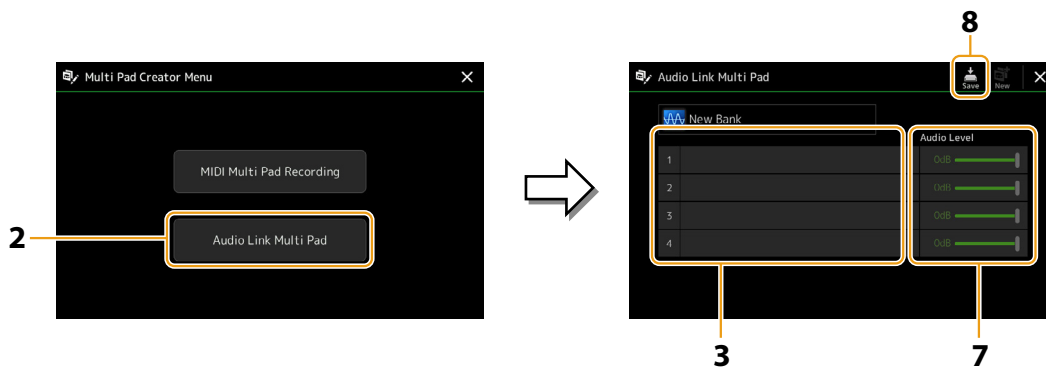 8
Multi Pad Creator Menu
Audio Link Multi Pad
Save
New
New Bank
Audio Level
MIDI Multi Pad Recording
1
0dB
2
0dB
2
Audio Link Multi Pad
3
0dB
4
0dB
3
7